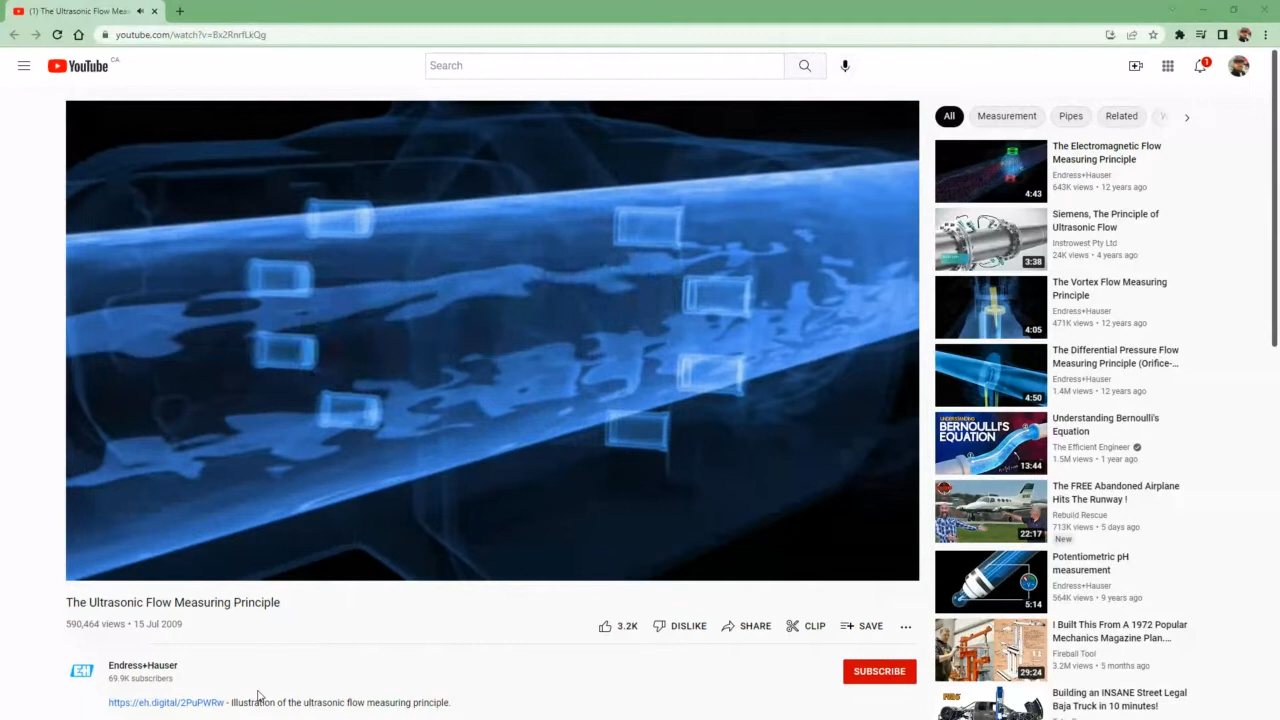 (1) The Ultrasonic Flow Mea
youtube.com/watch?v=Bx2RnrfLkQg
YouTube CA
Search
1
All
Measurement
Pipes
Related
The Electromagnetic Flow
Measuring Principle
Endress+Hauser
643K views • 12 years ago
4:43
Siemens, The Principle of
Ultrasonic Flow
Instrowest Pty Ltd
24K views • 4 years ago
3:38
The Vortex Flow Measuring
Principle
Endress+Hauser
471K views • 12 years ago
4:05
The Differential Pressure Flow
Measuring Principle (Orifice-...
Endress+Hauser
1.4M views • 12 years ago
4:50
UNDERSTANDING
BERNOULLI'S
EQUATION
13:44
Understanding Bernoulli's
Equation
The Efficient Engineer
1.5M views • 1 year ago
The FREE Abandoned Airplane
Hits The Runway !
Rebuild Rescue
713K views • 5 days ago
New
22:17
Potentiometric pH
measurement
Endress+Hauser
564K views • 9 years ago
5:14
I Built This From A 1972 Popular
Mechanics Magazine Plan....
Fireball Tool
3.2M views • 5 months ago
29:24
Building an INSANE Street Legal
Baja Truck in 10 minutes!
The Ultrasonic Flow Measuring Principle
590,464 views • 15 Jul 2009
3.2K
DISLIKE
SHARE
CLIP
SAVE
EH
Endress+Hauser
69.9K subscribers
SUBSCRIBE
https://eh.digital/2PuPWRw - Illustration of the ultrasonic flow measuring principle.